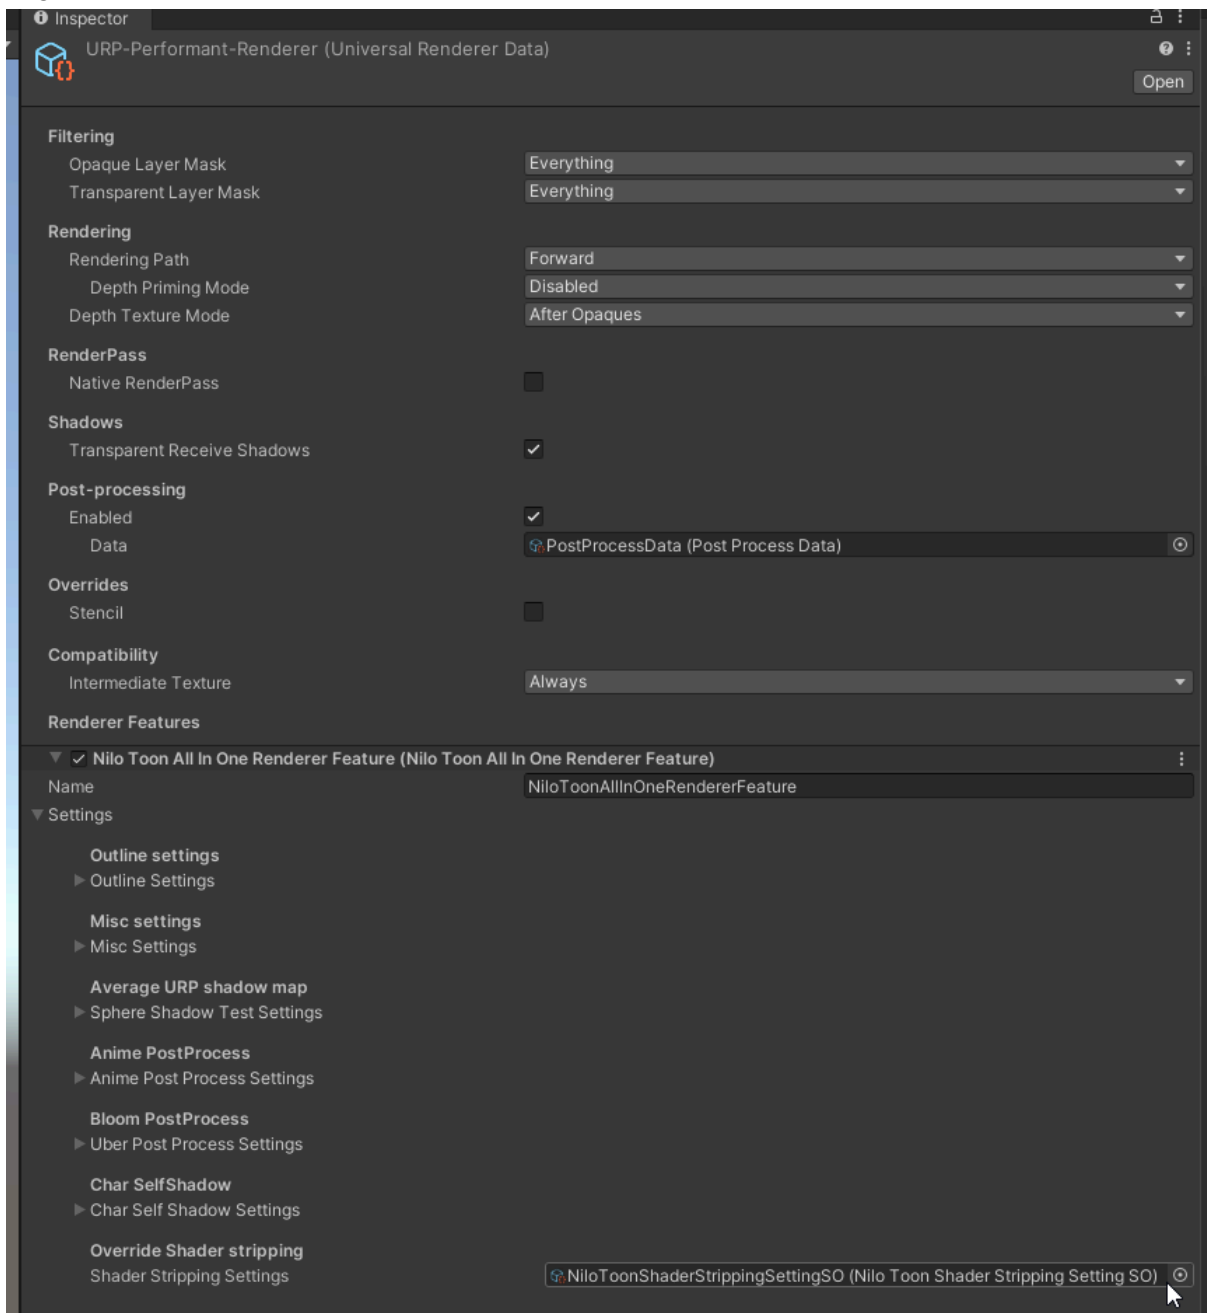 Inspector
URP-Performant-Renderer (Universal Renderer Data)
Open
Filtering
Opaque Layer Mask Everything
Transparent Layer Mask Everything
Rendering
Rendering Path Forward
Depth Priming Mode Disabled
Depth Texture Mode After Opaques
RenderPass
Native RenderPass
Shadows
Transparent Receive Shadows
Post-processing
Enabled
Data PostProcessData (Post Process Data)
Overrides
Stencil
Compatibility
Intermediate Texture Always
Renderer Features
Nilo Toon All In One Renderer Feature (Nilo Toon All In One Renderer Feature)
Name NiloToonAllInOneRendererFeature
Settings
Outline settings
Outline Settings
Misc settings
Misc Settings
Average URP shadow map
Sphere Shadow Test Settings
Anime PostProcess
Anime Post Process Settings
Bloom PostProcess
Uber Post Process Settings
Char SelfShadow
Char Self Shadow Settings
Override Shader stripping
Shader Stripping Settings NiloToonShaderStrippingSettingSO (Nilo Toon Shader Stripping Setting SO)